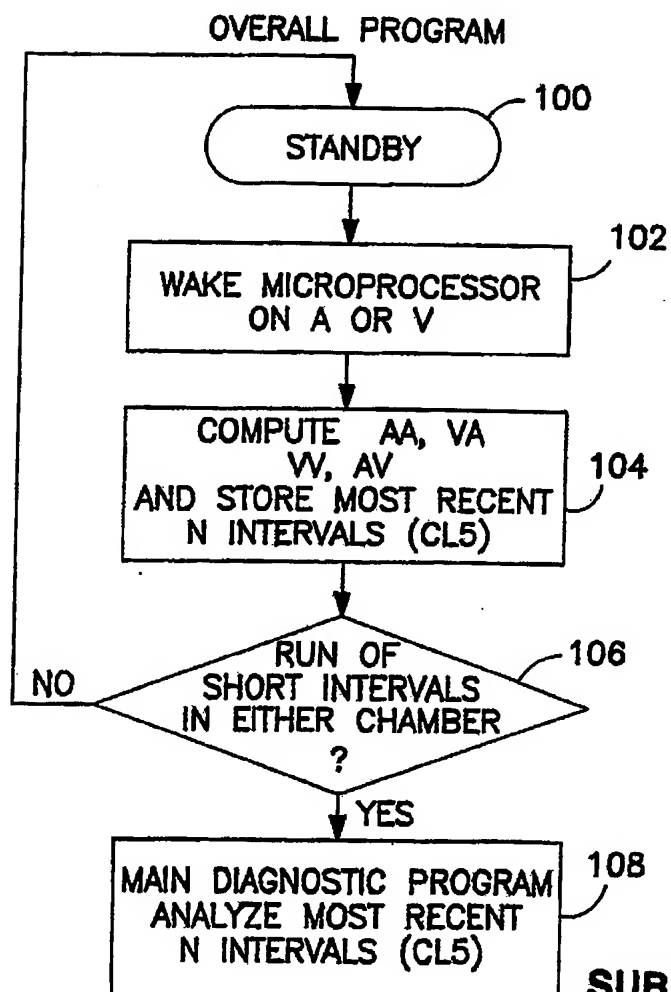 OVERALL PROGRAM
100
STANDBY
102
WAKE MICROPROCESSOR
ON A OR V
COMPUTE AA, VA
VV, AV
AND STORE MOST RECENT
N INTERVALS (CL5)
104
RUN OF
SHORT INTERVALS
IN EITHER CHAMBER
?
106
NO
YES
MAIN DIAGNOSTIC PROGRAM
ANALYZE MOST RECENT
N INTERVALS (CL5)
108
SUB